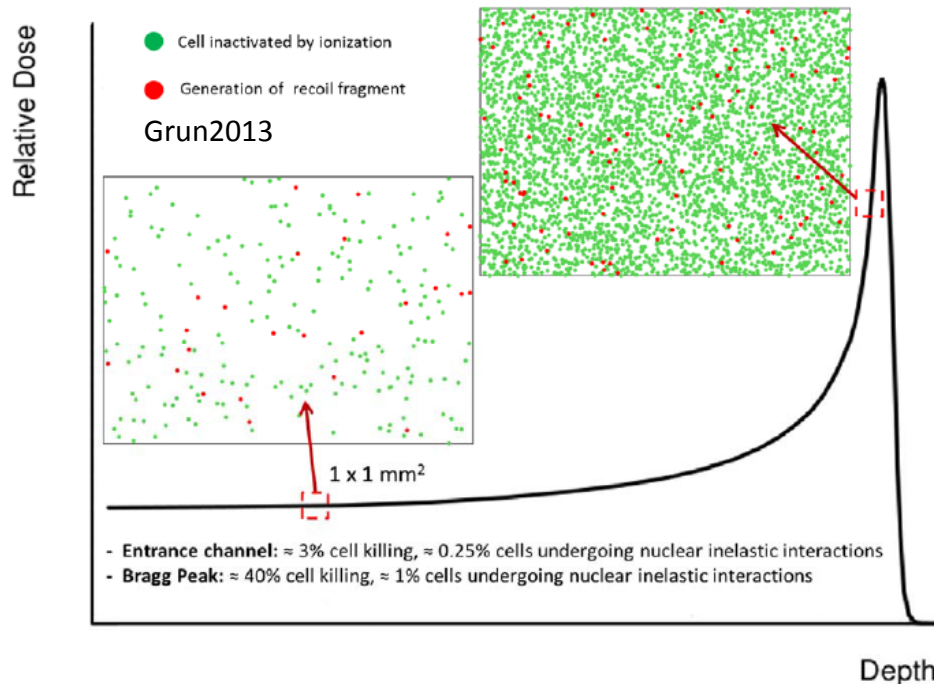 Relative Dose
Cell inactivated by ionization
Generation of recoil fragment
Grun2013
1 x 1 mm²
- Entrance channel: ≈ 3% cell killing, ≈ 0.25% cells undergoing nuclear inelastic interactions
- Bragg Peak: ≈ 40% cell killing, ≈ 1% cells undergoing nuclear inelastic interactions
Depth